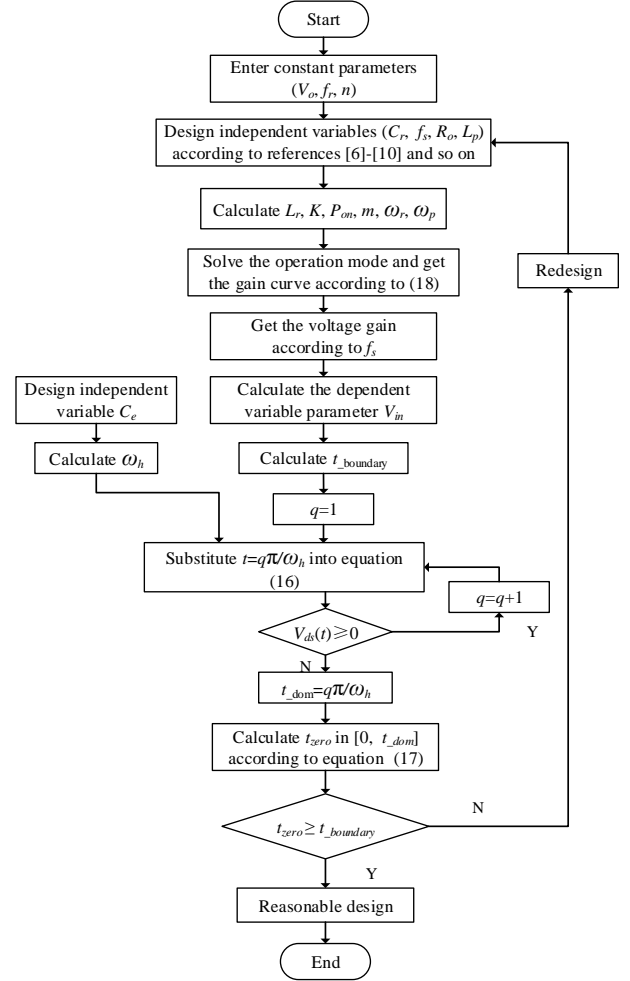 Start
Enter constant parameters
(Vo, fr, n)
Design independent variables (Cr, fs, Ro, Lp)
according to references [6]-[10] and so on
Calculate Lr, K, Pon, m, ωr, ωp
Solve the operation mode and get
the gain curve according to (18)
Redesign
Get the voltage gain
according to fs
Design independent
variable Ce
Calculate the dependent
variable parameter Vin
Calculate ωh
Calculate t_boundary
q=1
Substitute t=qπ/ωh into equation
(16)
q=q+1
Vds(t)≥0
Y
N
t_dom=qπ/ωh
Calculate tzero in [0, t_dom]
according to equation (17)
N
tzero≥ t_boundary
Y
Reasonable design
End